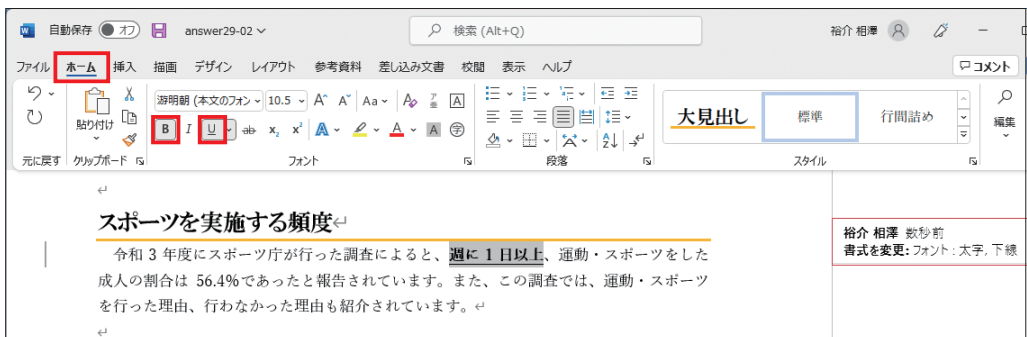 自動保存 オフ answer29-02 検索 (Alt+Q) 裕介 相澤
ファイル ホーム 挿入 描画 デザイン レイアウト 参考資料 差し込み文書 校閲 表示 ヘルプ コメント
游明朝 (本文のフォン 10.5 A A Aa A ア亜 A
貼り付け B I U ab x₂ x² A A A 字 大見出し 標準 行間詰め 編集
元に戻す クリップボード フォント 段落 スタイル
スポーツを実施する頻度↵
令和 3 年度にスポーツ庁が行った調査によると、週に 1 日以上、運動・スポーツをした
成人の割合は 56.4%であったと報告されています。また、この調査では、運動・スポーツ
を行った理由、行わなかった理由も紹介されています。↵
裕介 相澤 数秒前
書式を変更: フォント : 太字, 下線